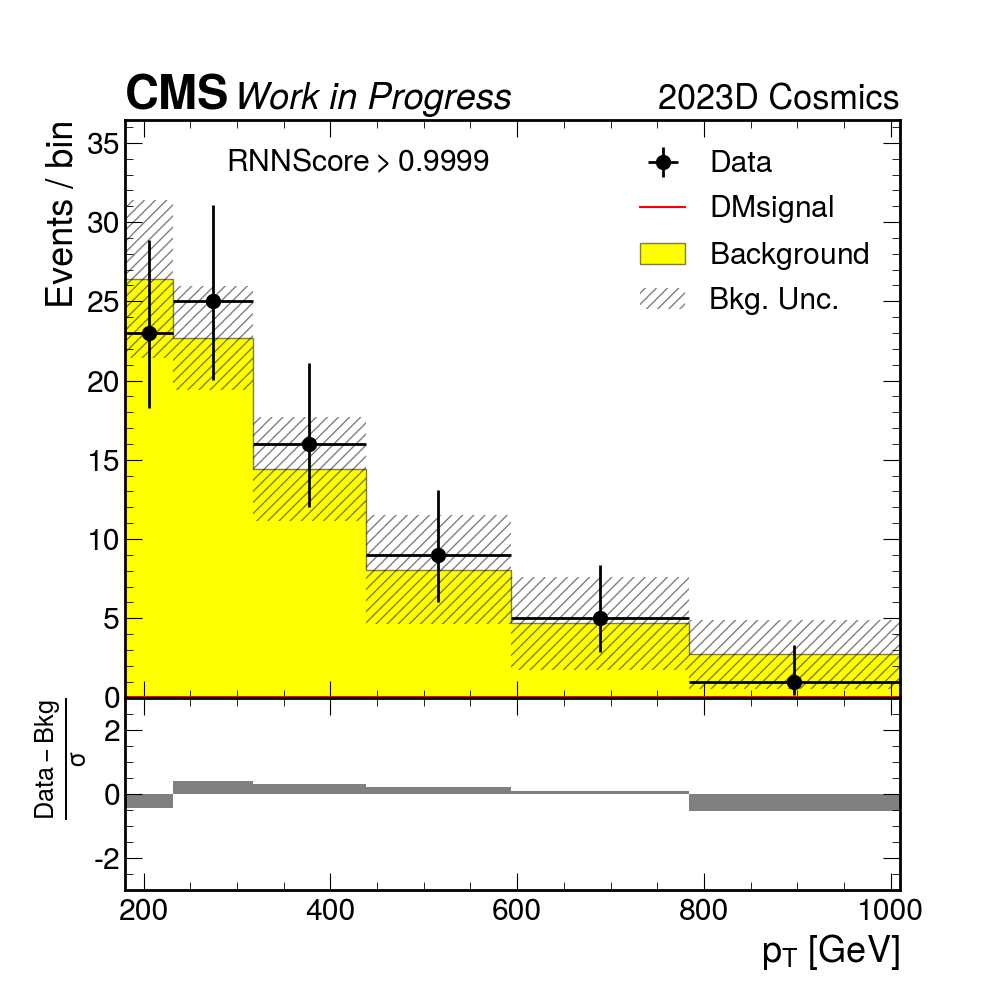 CMS Work in Progress 2023D Cosmics
Events / bin
RNNScore > 0.9999
Data
DMsignal
Background
Bkg. Unc.
35
30
25
20
15
10
5
0
Data – Bkg
σ
2
0
-2
200 400 600 800 1000
pT [GeV]